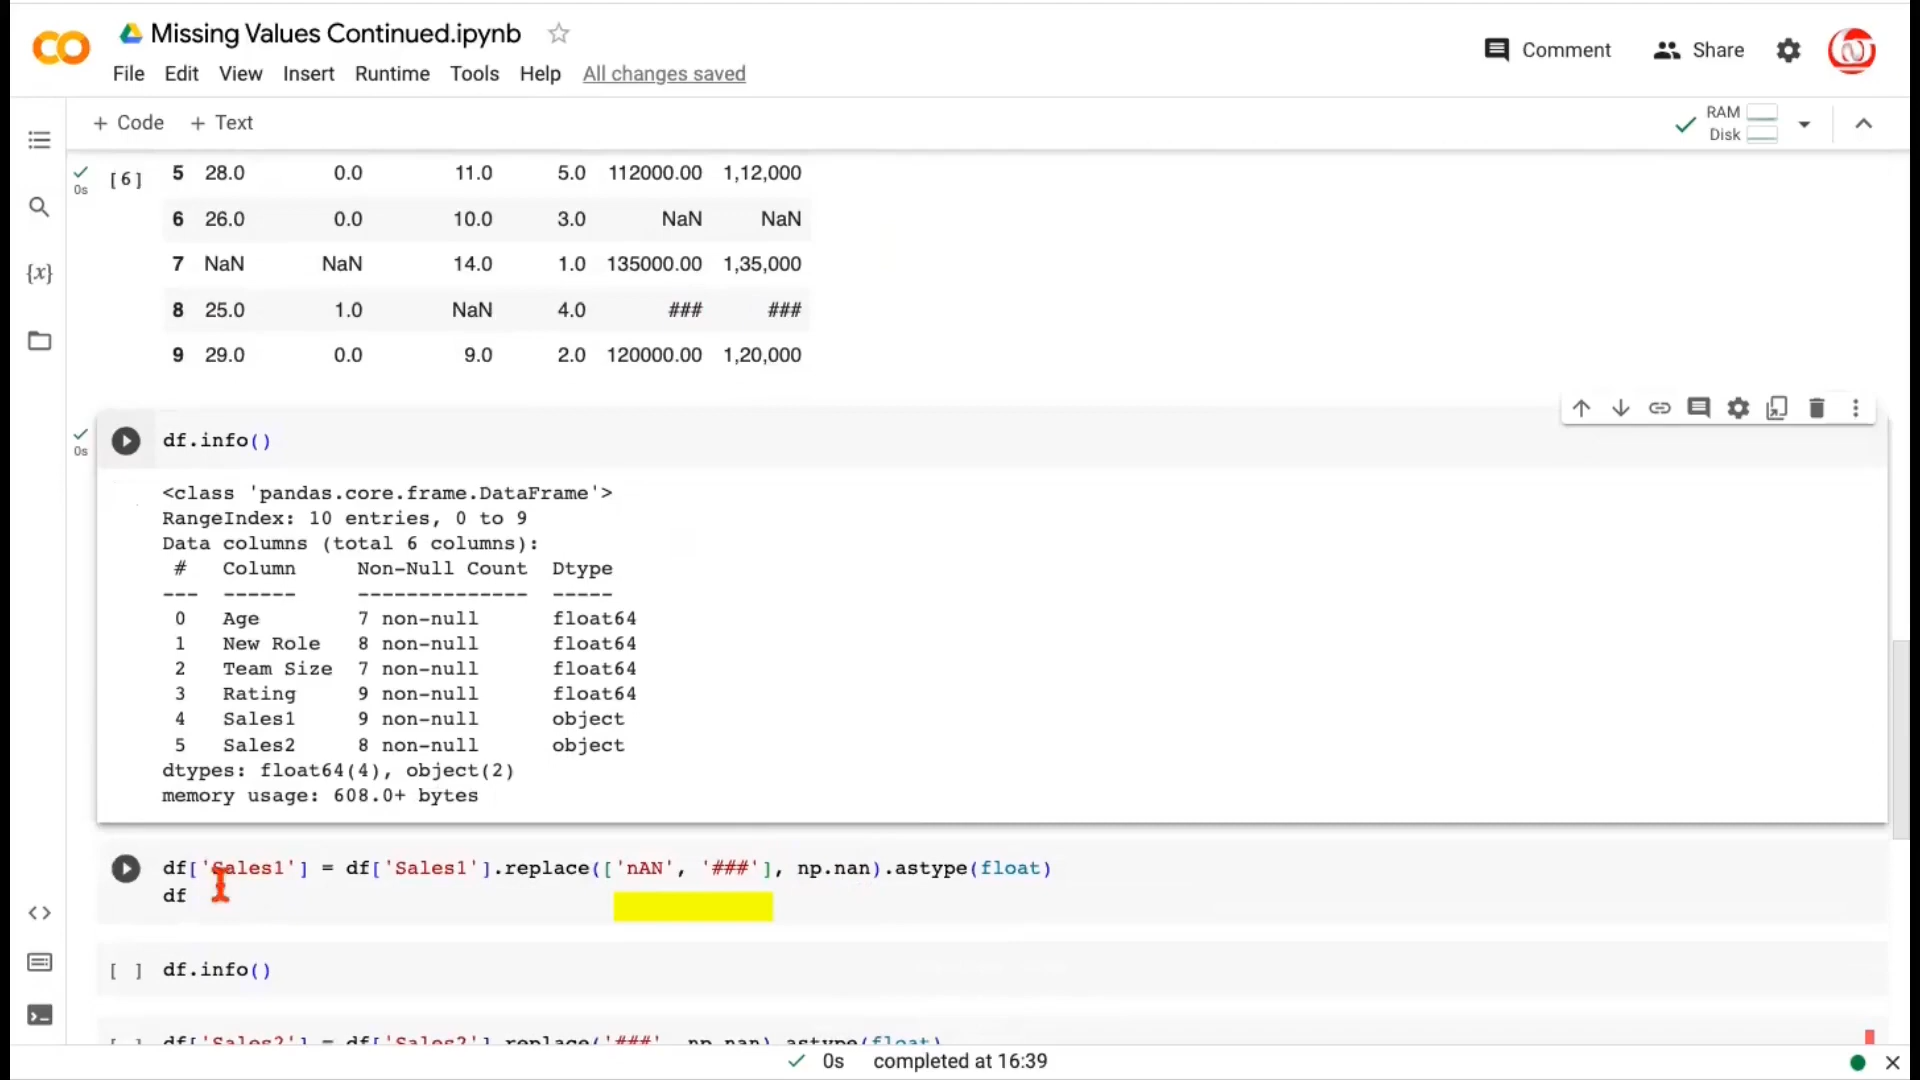 Missing Values Continued.ipynb
Comment
Share
File Edit View Insert Runtime Tools Help All changes saved
+ Code + Text
RAM
Disk
[6] 5 28.0 0.0 11.0 5.0 112000.00 1,12,000
0s
6 26.0 0.0 10.0 3.0 NaN NaN
7 NaN NaN 14.0 1.0 135000.00 1,35,000
8 25.0 1.0 NaN 4.0 ### ###
9 29.0 0.0 9.0 2.0 120000.00 1,20,000
df.info()
0s
<class 'pandas.core.frame.DataFrame'>
RangeIndex: 10 entries, 0 to 9
Data columns (total 6 columns):
# Column Non-Null Count Dtype
--- ------ -------------- -----
0 Age 7 non-null float64
1 New Role 8 non-null float64
2 Team Size 7 non-null float64
3 Rating 9 non-null float64
4 Sales1 9 non-null object
5 Sales2 8 non-null object
dtypes: float64(4), object(2)
memory usage: 608.0+ bytes
df['Sales1'] = df['Sales1'].replace(['nAN', '###'], np.nan).astype(float)
df
[ ] df.info()
[ ] df['Sales2'] = df['Sales2'].replace('###', np.nan).astype(float)
0s completed at 16:39